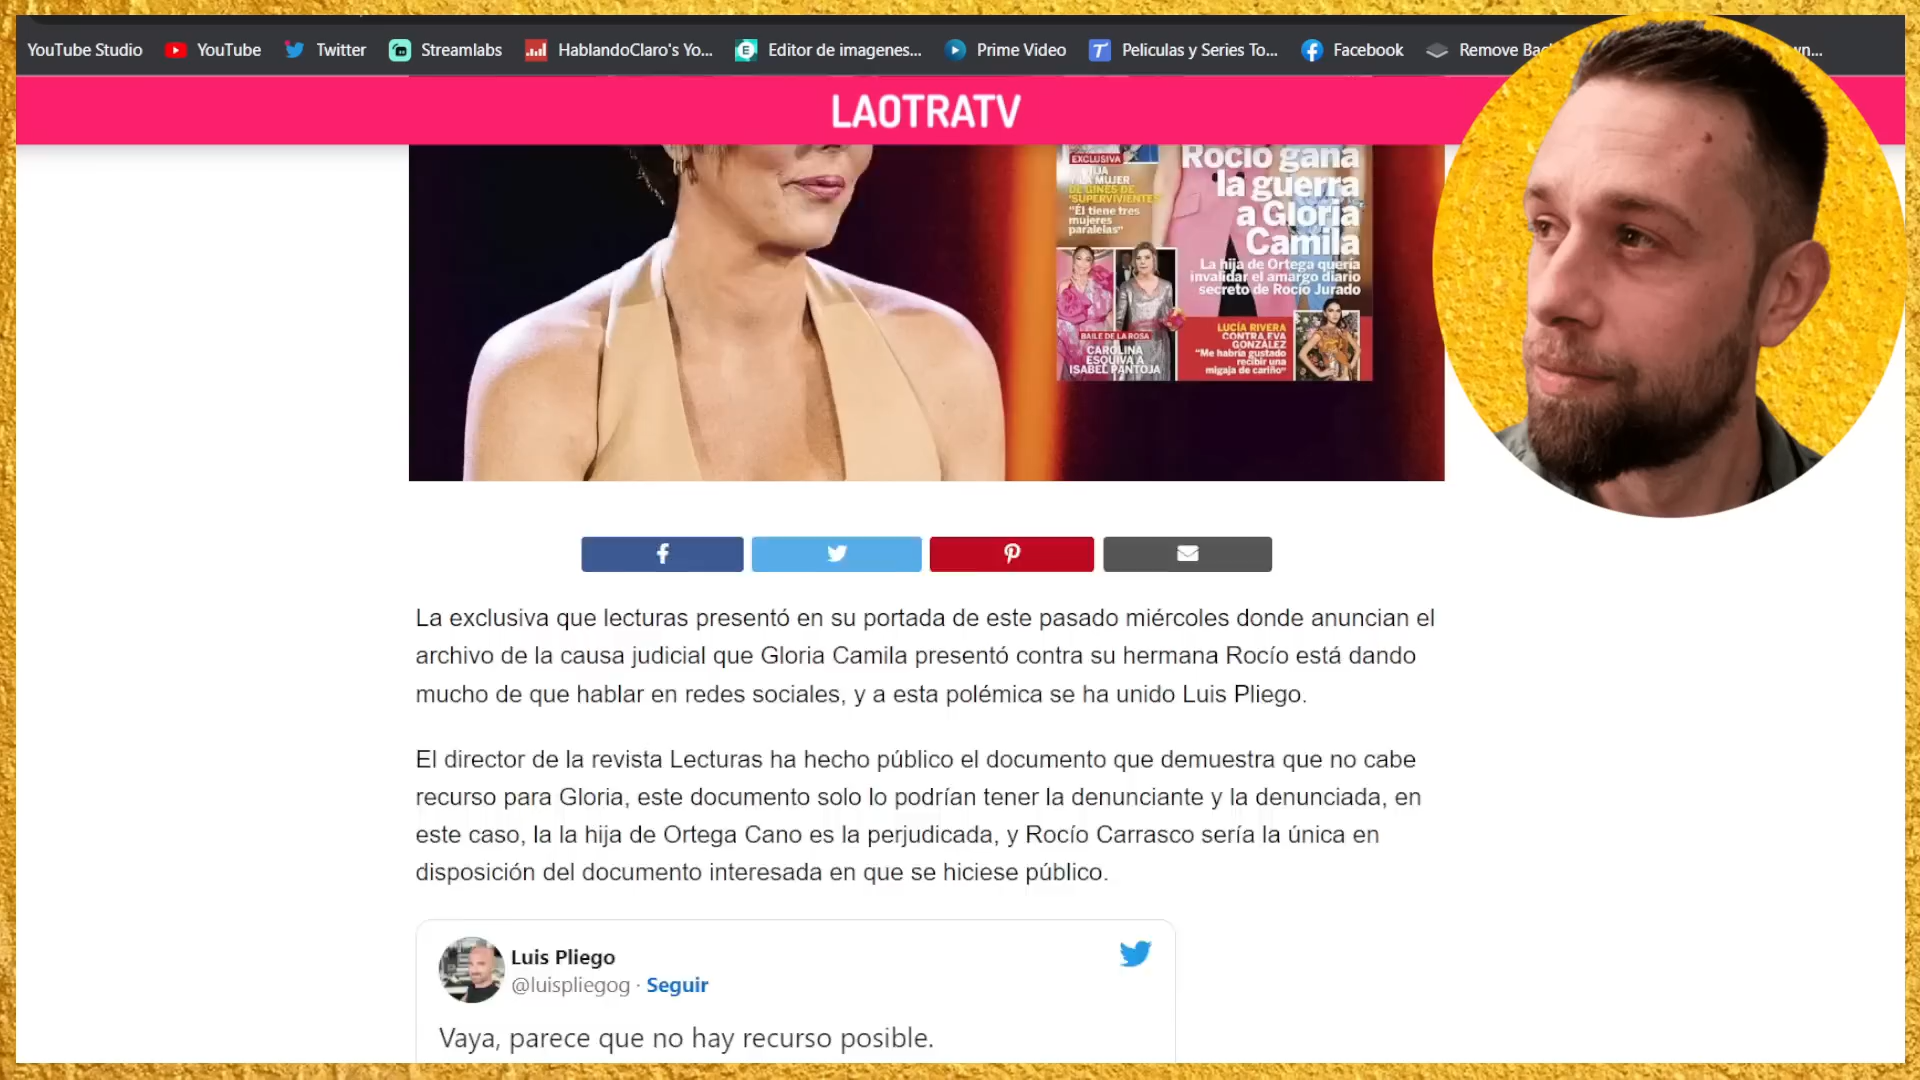 YouTube Studio YouTube Twitter Streamlabs HablandoClaro's Yo... Editor de imagenes... Prime Video Peliculas y Series To... Facebook Remove
LAOTRATV
EXCLUSIVA
LA MUJER
DE GINÉS DE
'SUPERVIVIENTES'
"Él tiene tres
mujeres
paralelas"
Rocío gana
la guerra
a Gloria
Camila
La hija de Ortega quería
invalidar el amargo diario
secreto de Rocío Jurado
BAILE DE LA ROSA
CAROLINA
ESQUIVA A
ISABEL PANTOJA
LUCÍA RIVERA
CONTRA EVA
GONZÁLEZ
"Me habría gustado
recibir una
migaja de cariño"
La exclusiva que lecturas presentó en su portada de este pasado miércoles donde anuncian el
archivo de la causa judicial que Gloria Camila presentó contra su hermana Rocío está dando
mucho de que hablar en redes sociales, y a esta polémica se ha unido Luis Pliego.
El director de la revista Lecturas ha hecho público el documento que demuestra que no cabe
recurso para Gloria, este documento solo lo podrían tener la denunciante y la denunciada, en
este caso, la la hija de Ortega Cano es la perjudicada, y Rocío Carrasco sería la única en
disposición del documento interesada en que se hiciese público.
Luis Pliego
@luispliegog · Seguir
Vaya, parece que no hay recurso posible.